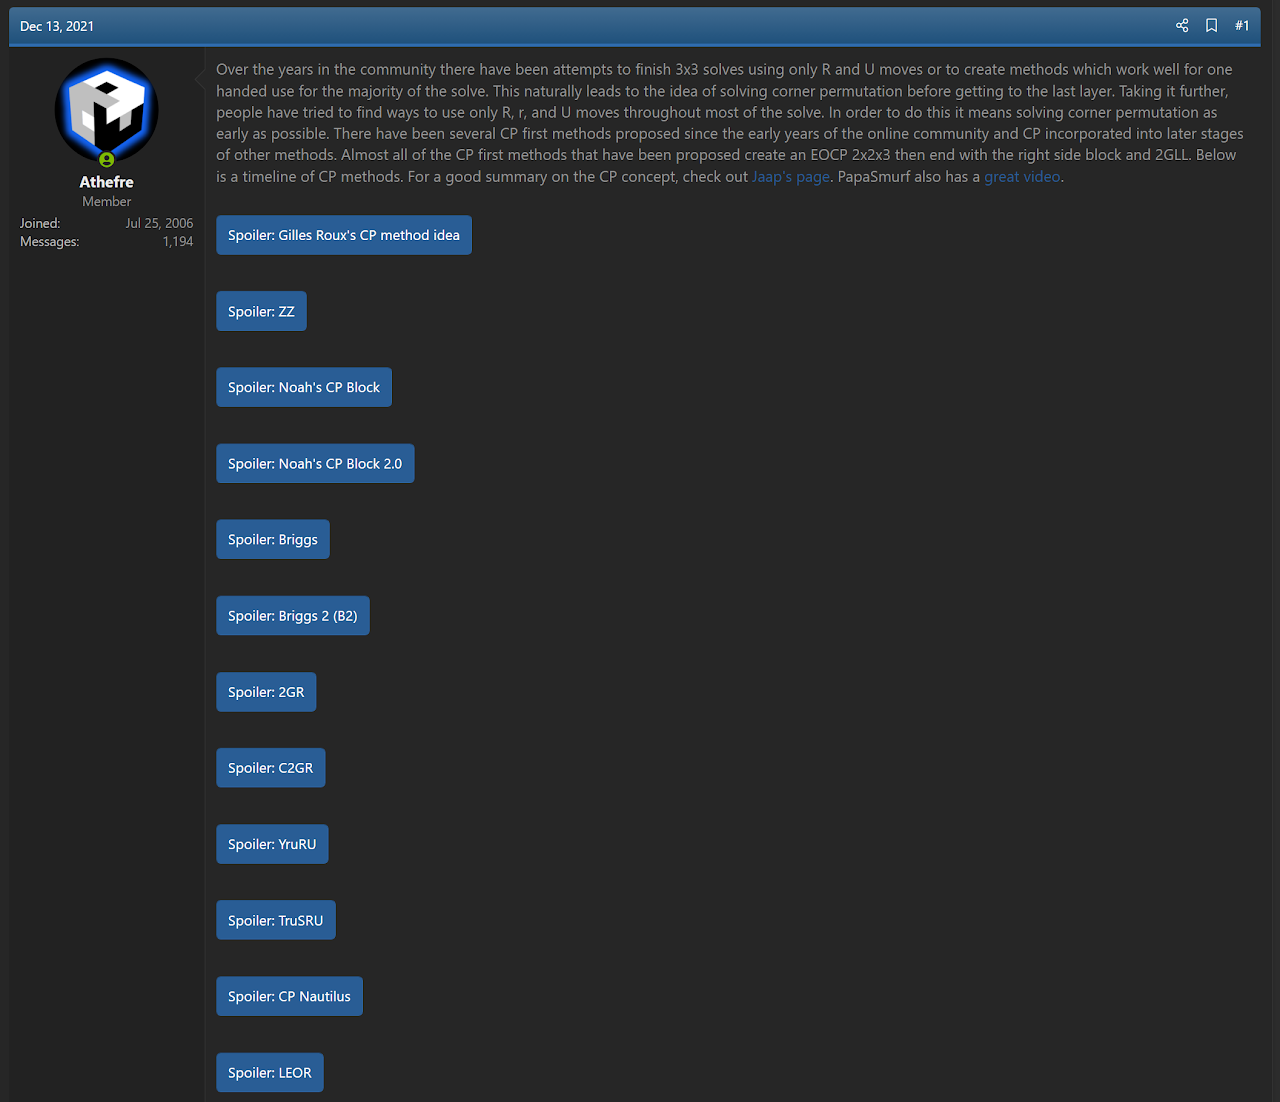 Dec 13, 2021
#1
Athefre
Member
Joined: Jul 25, 2006
Messages: 1,194
Over the years in the community there have been attempts to finish 3x3 solves using only R and U moves or to create methods which work well for one
handed use for the majority of the solve. This naturally leads to the idea of solving corner permutation before getting to the last layer. Taking it further,
people have tried to find ways to use only R, r, and U moves throughout most of the solve. In order to do this it means solving corner permutation as
early as possible. There have been several CP first methods proposed since the early years of the online community and CP incorporated into later stages
of other methods. Almost all of the CP first methods that have been proposed create an EOCP 2x2x3 then end with the right side block and 2GLL. Below
is a timeline of CP methods. For a good summary on the CP concept, check out Jaap's page. PapaSmurf also has a great video.
Spoiler: Gilles Roux's CP method idea
Spoiler: ZZ
Spoiler: Noah's CP Block
Spoiler: Noah's CP Block 2.0
Spoiler: Briggs
Spoiler: Briggs 2 (B2)
Spoiler: 2GR
Spoiler: C2GR
Spoiler: YruRU
Spoiler: TruSRU
Spoiler: CP Nautilus
Spoiler: LEOR